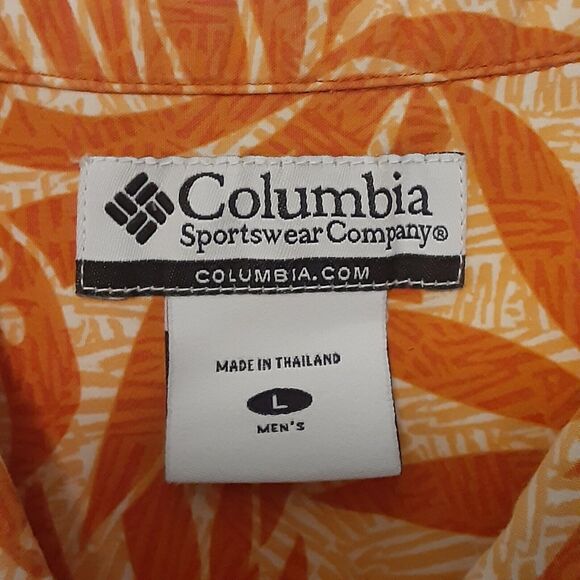 Columbia
Sportswear Company®
COLUMBIA.COM
MADE IN THAILAND
L
MEN'S